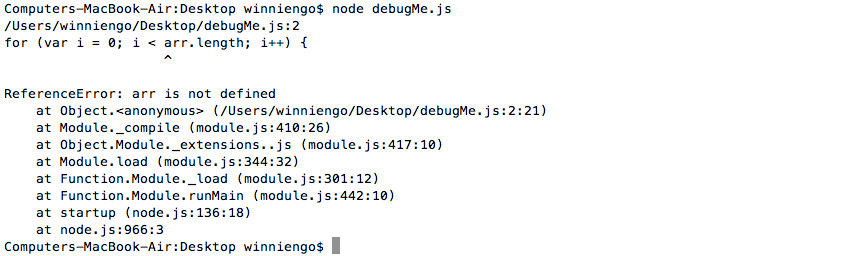 Computers-MacBook-Air:Desktop winniengo$ node debugMe.js
/Users/winniengo/Desktop/debugMe.js:2
for (var i = 0; i < arr.length; i++) {
                    ^
ReferenceError: arr is not defined
    at Object.<anonymous> (/Users/winniengo/Desktop/debugMe.js:2:21)
    at Module._compile (module.js:410:26)
    at Object.Module._extensions..js (module.js:417:10)
    at Module.load (module.js:344:32)
    at Function.Module._load (module.js:301:12)
    at Function.Module.runMain (module.js:442:10)
    at startup (node.js:136:18)
    at node.js:966:3
Computers-MacBook-Air:Desktop winniengo$